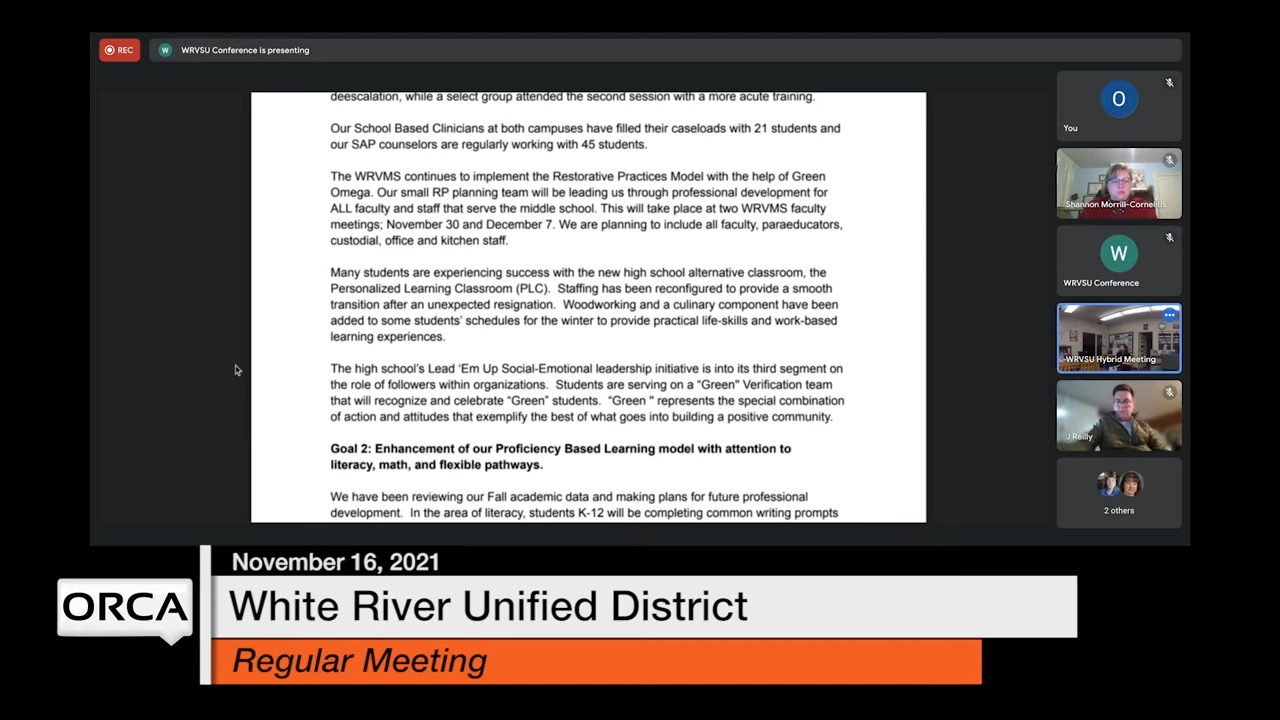 REC
W
WRVSU Conference is presenting
deescalation, while a select group attended the second session with a more acute training.
Our School Based Clinicians at both campuses have filled their caseloads with 21 students and
our SAP counselors are regularly working with 45 students.
The WRVMS continues to implement the Restorative Practices Model with the help of Green
Omega. Our small RP planning team will be leading us through professional development for
ALL faculty and staff that serve the middle school. This will take place at two WRVMS faculty
meetings; November 30 and December 7. We are planning to include all faculty, paraeducators,
custodial, office and kitchen staff.
Many students are experiencing success with the new high school alternative classroom, the
Personalized Learning Classroom (PLC).  Staffing has been reconfigured to provide a smooth
transition after an unexpected resignation.  Woodworking and a culinary component have been
added to some students' schedules for the winter to provide practical life-skills and work-based
learning experiences.
The high school's Lead ‘Em Up Social-Emotional leadership initiative is into its third segment on
the role of followers within organizations.  Students are serving on a “Green" Verification team
that will recognize and celebrate “Green” students.  “Green " represents the special combination
of action and attitudes that exemplify the best of what goes into building a positive community.
Goal 2: Enhancement of our Proficiency Based Learning model with attention to
literacy, math, and flexible pathways.
We have been reviewing our Fall academic data and making plans for future professional
development.  In the area of literacy, students K-12 will be completing common writing prompts
O
You
Shannon Morrill-Cornelius
W
WRVSU Conference
WRVSU Hybrid Meeting
J Reilly
2 others
November 16, 2021
ORCA
White River Unified District
Regular Meeting